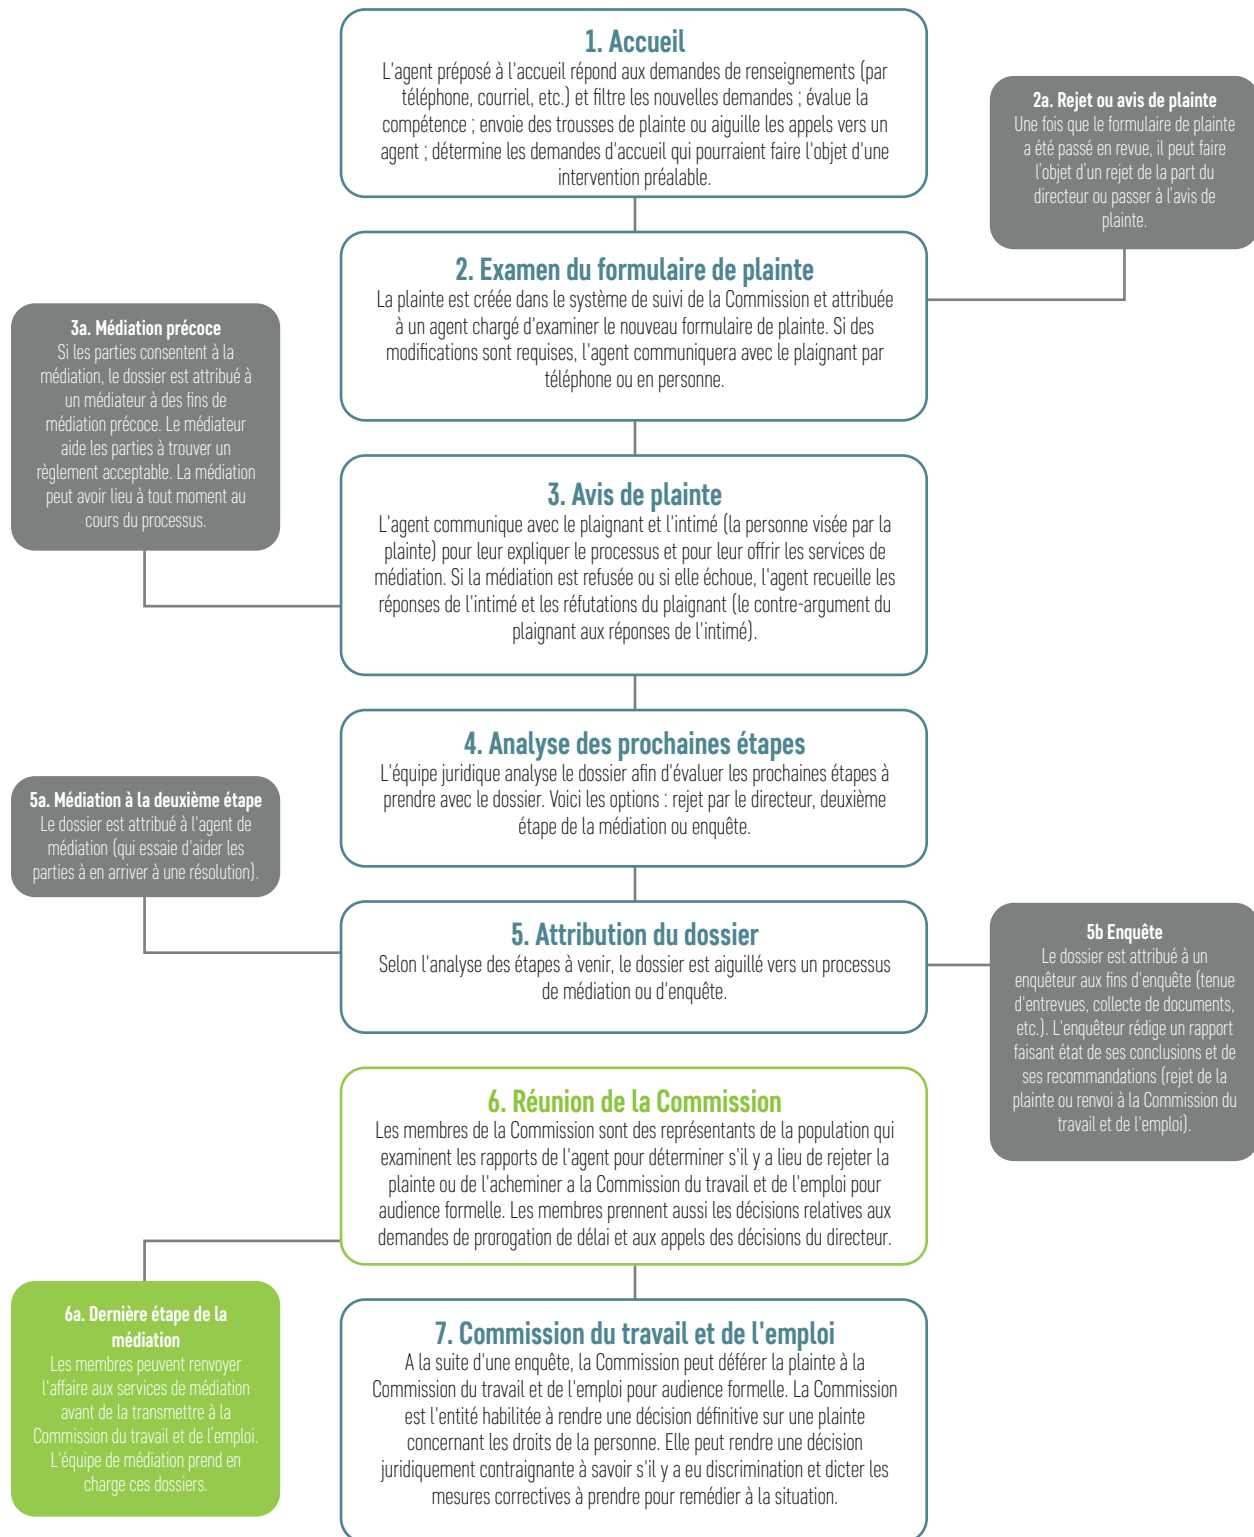 1. Accueil
L'agent préposé à l'accueil répond aux demandes de renseignements (par
téléphone, courriel, etc.) et filtre les nouvelles demandes ; évalue la
compétence ; envoie des trousses de plainte ou aiguille les appels vers un
agent ; détermine les demandes d'accueil qui pourraient faire l'objet d'une
intervention préalable.
2a. Rejet ou avis de plainte
Une fois que le formulaire de plainte
a été passé en revue, il peut faire
l'objet d'un rejet de la part du
directeur ou passer à l'avis de
plainte.
2. Examen du formulaire de plainte
La plainte est créée dans le système de suivi de la Commission et attribuée
à un agent chargé d'examiner le nouveau formulaire de plainte. Si des
modifications sont requises, l'agent communiquera avec le plaignant par
téléphone ou en personne.
3a. Médiation précoce
Si les parties consentent à la
médiation, le dossier est attribué à
un médiateur à des fins de
médiation précoce. Le médiateur
aide les parties à trouver un
règlement acceptable. La médiation
peut avoir lieu à tout moment au
cours du processus.
3. Avis de plainte
L'agent communique avec le plaignant et l'intimé (la personne visée par la
plainte) pour leur expliquer le processus et pour leur offrir les services de
médiation. Si la médiation est refusée ou si elle échoue, l'agent recueille les
réponses de l'intimé et les réfutations du plaignant (le contre-argument du
plaignant aux réponses de l'intimé).
4. Analyse des prochaines étapes
L'équipe juridique analyse le dossier afin d'évaluer les prochaines étapes à
prendre avec le dossier. Voici les options : rejet par le directeur, deuxième
étape de la médiation ou enquête.
5a. Médiation à la deuxième étape
Le dossier est attribué à l'agent de
médiation (qui essaie d'aider les
parties à en arriver à une résolution).
5. Attribution du dossier
Selon l'analyse des étapes à venir, le dossier est aiguillé vers un processus
de médiation ou d'enquête.
5b Enquête
Le dossier est attribué à un
enquêteur aux fins d'enquête (tenue
d'entrevues, collecte de documents,
etc.). L'enquêteur rédige un rapport
faisant état de ses conclusions et de
ses recommandations (rejet de la
plainte ou renvoi à la Commission du
travail et de l'emploi).
6. Réunion de la Commission
Les membres de la Commission sont des représentants de la population qui
examinent les rapports de l'agent pour déterminer s'il y a lieu de rejeter la
plainte ou de l'acheminer a la Commission du travail et de l'emploi pour
audience formelle. Les membres prennent aussi les décisions relatives aux
demandes de prorogation de délai et aux appels des décisions du directeur.
6a. Dernière étape de la
médiation
Les membres peuvent renvoyer
l'affaire aux services de médiation
avant de la transmettre à la
Commission du travail et de l'emploi.
L'équipe de médiation prend en
charge ces dossiers.
7. Commission du travail et de l'emploi
A la suite d'une enquête, la Commission peut déférer la plainte à la
Commission du travail et de l'emploi pour audience formelle. La Commission
est l'entité habilitée à rendre une décision définitive sur une plainte
concernant les droits de la personne. Elle peut rendre une décision
juridiquement contraignante à savoir s'il y a eu discrimination et dicter les
mesures correctives à prendre pour remédier à la situation.